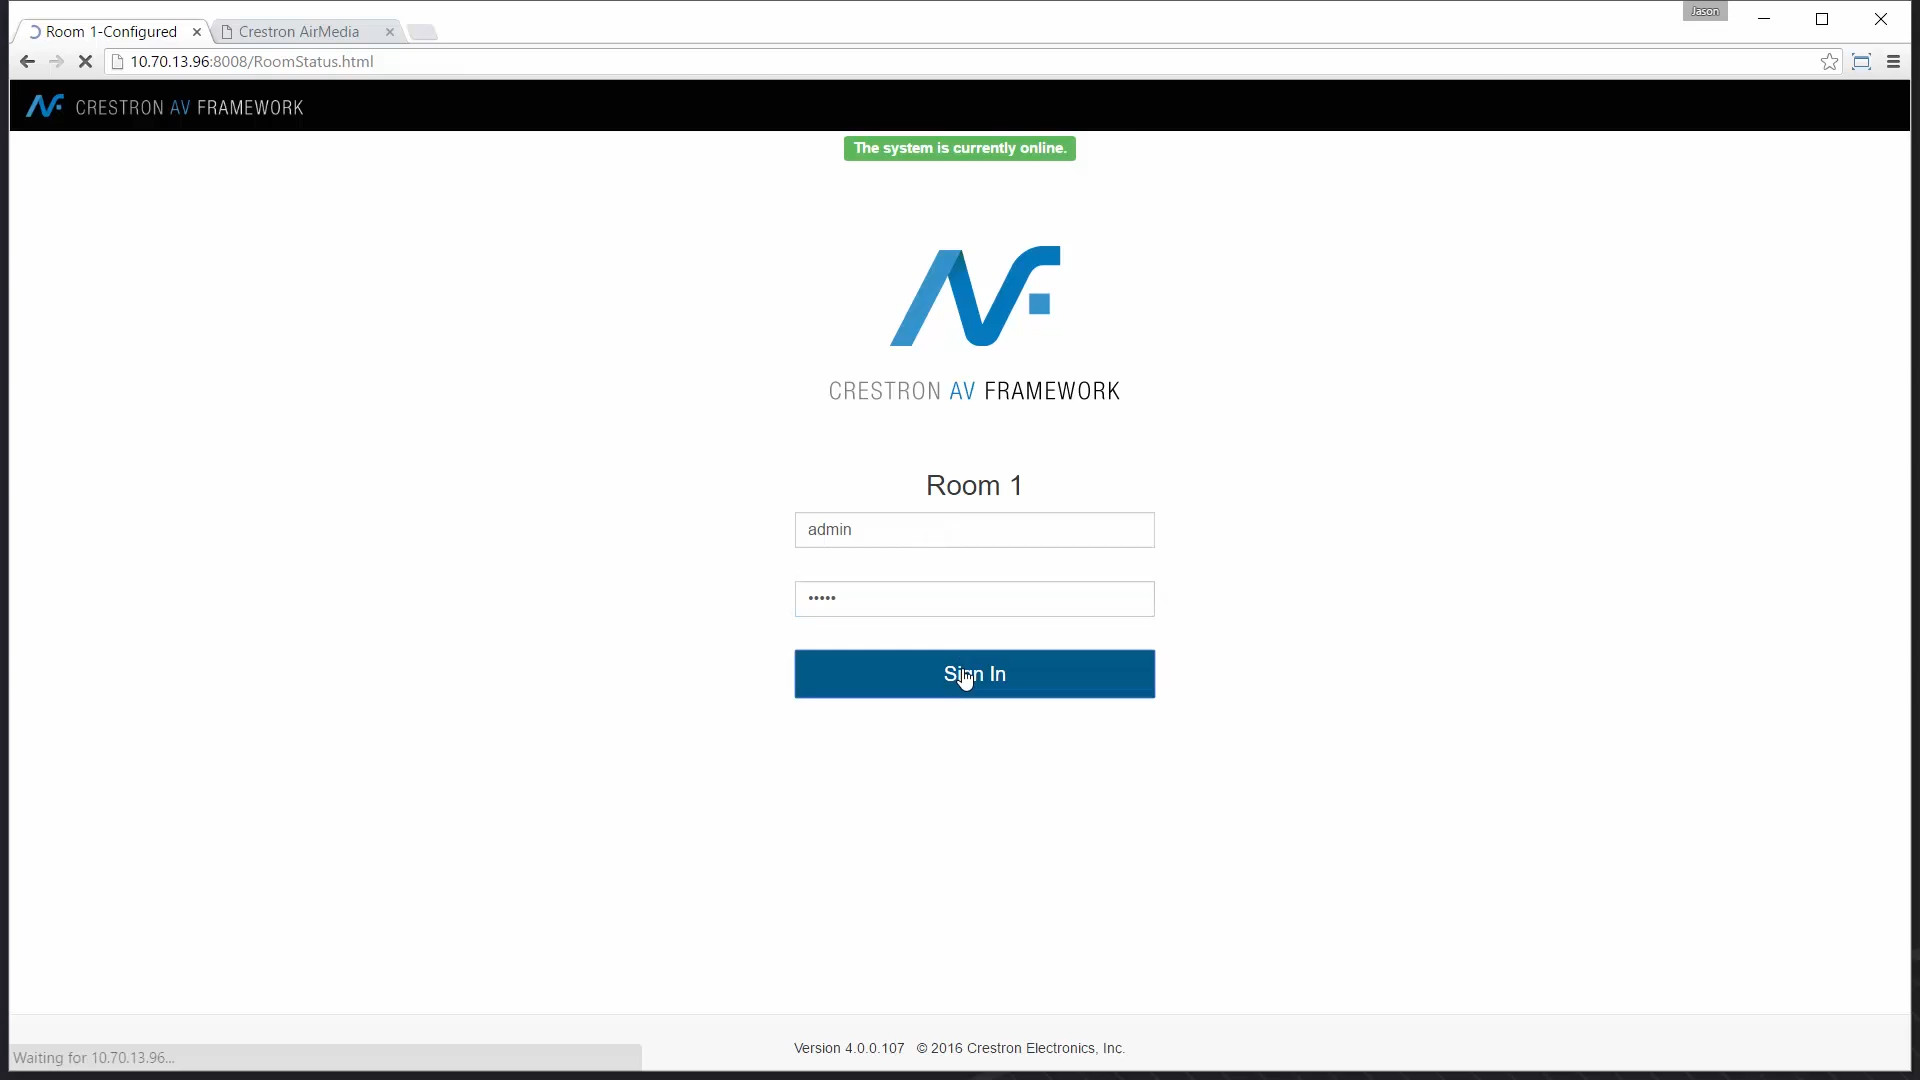 Jason
Room 1-Configured
Crestron AirMedia
10.70.13.96:8008/RoomStatus.html
CRESTRON AV FRAMEWORK
The system is currently online.
CRESTRON AV FRAMEWORK
Room 1
admin
•••••
Sign In
Version 4.0.0.107 © 2016 Crestron Electronics, Inc.
Waiting for 10.70.13.96...